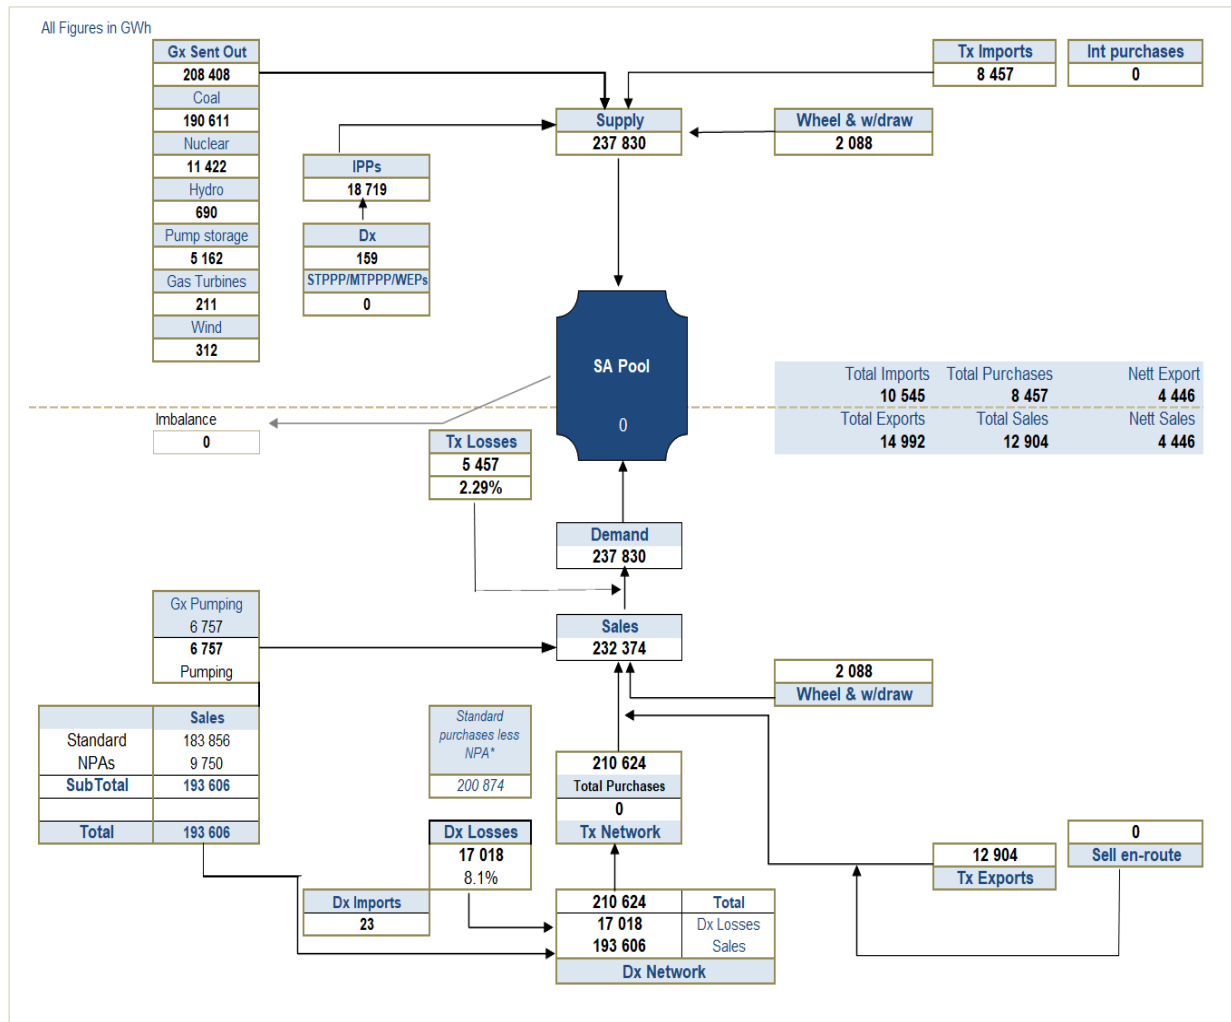 All Figures in GWh
Gx Sent Out
208 408
Coal
190 611
Nuclear
11 422
Hydro
690
Pump storage
5 162
Gas Turbines
211
Wind
312
IPPs
18 719
Dx
159
STPPP/MTPPP/WEPs
0
Supply
237 830
Tx Imports
8 457
Int purchases
0
Wheel & w/draw
2 088
SA Pool
0
Total Imports Total Purchases Nett Export
10 545 8 457 4 446
Total Exports Total Sales Nett Sales
14 992 12 904 4 446
Imbalance
0
Tx Losses
5 457
2.29%
Demand
237 830
Gx Pumping
6 757
6 757
Pumping
Sales
232 374
2 088
Wheel & w/draw
Sales
Standard 183 856
NPAs 9 750
SubTotal 193 606
Total 193 606
Standard
purchases less
NPA*
200 874
210 624
Total Purchases
0
Tx Network
Dx Losses
17 018
8.1%
Dx Imports
23
210 624 Total
17 018 Dx Losses
193 606 Sales
Dx Network
12 904
Tx Exports
0
Sell en-route